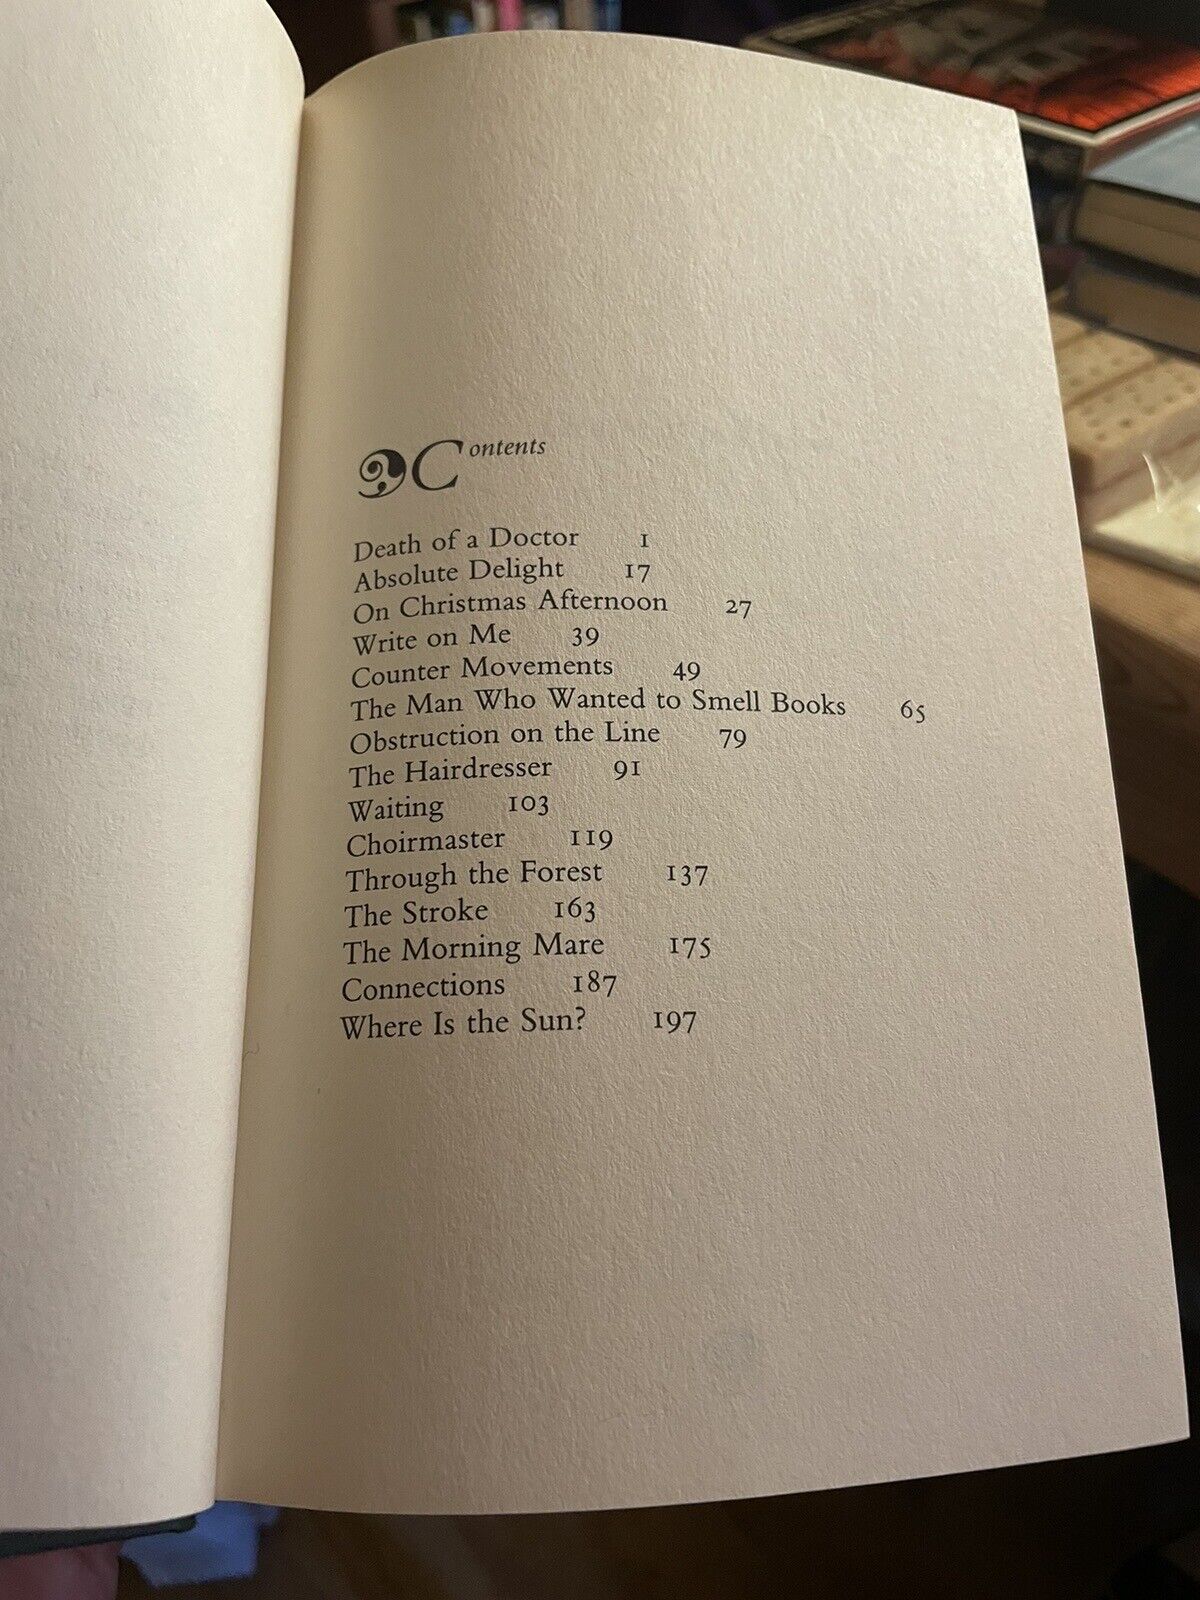 Contents
Death of a Doctor 1
Absolute Delight 17
On Christmas Afternoon 27
Write on Me 39
Counter Movements 49
The Man Who Wanted to Smell Books 65
Obstruction on the Line 79
The Hairdresser 91
Waiting 103
Choirmaster 119
Through the Forest 137
The Stroke 163
The Morning Mare 175
Connections 187
Where Is the Sun? 197